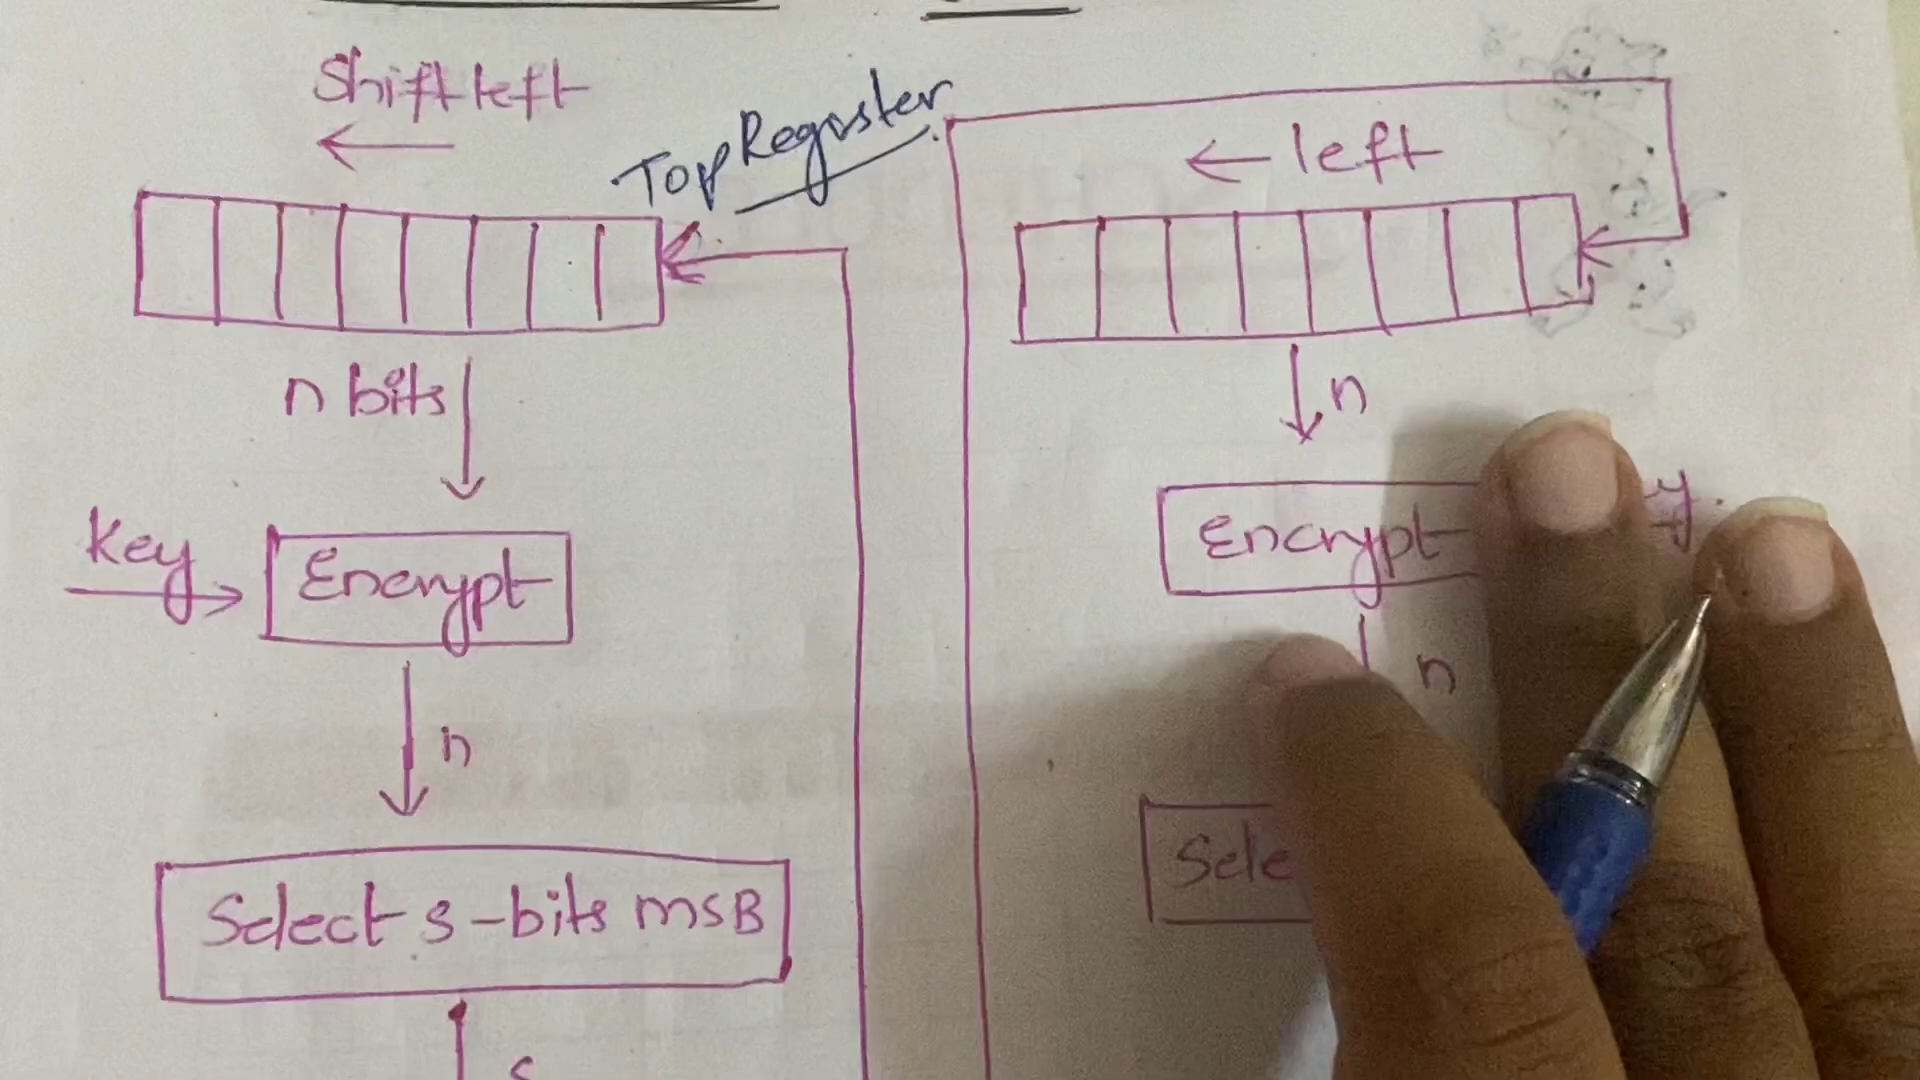 Shift left
Top Register
← left
n bits
n
Key
Encrypt
Encrypt
y
n
n
Select s-bits msB
Sele
s